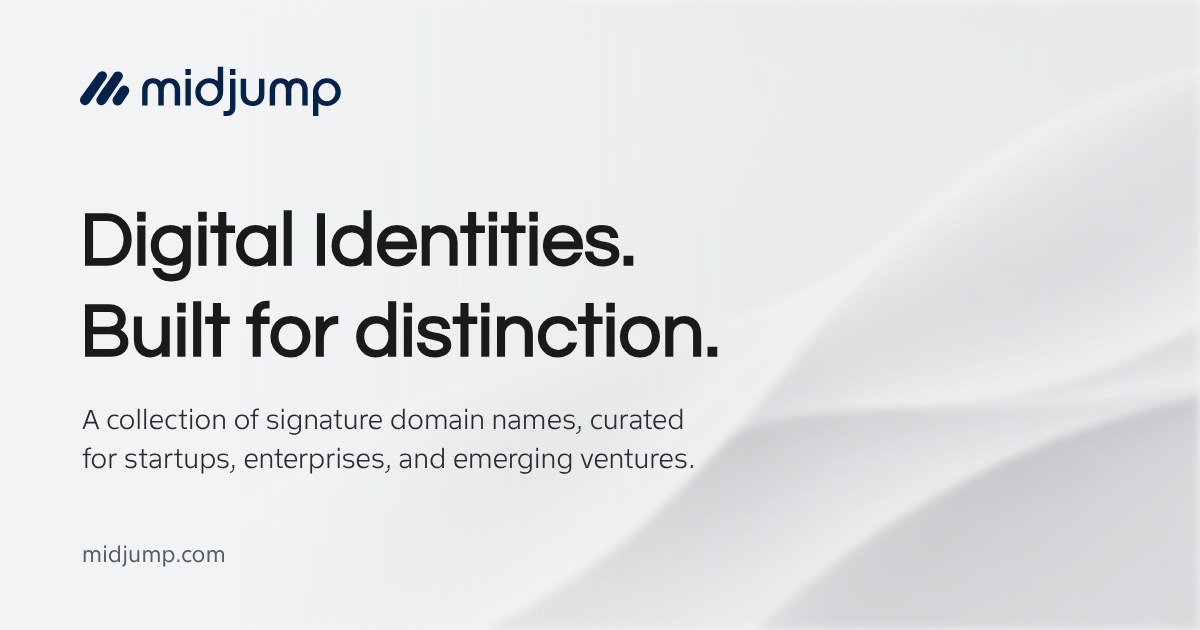 midjump
Digital Identities.
Built for distinction.
A collection of signature domain names, curated
for startups, enterprises, and emerging ventures.
midjump.com